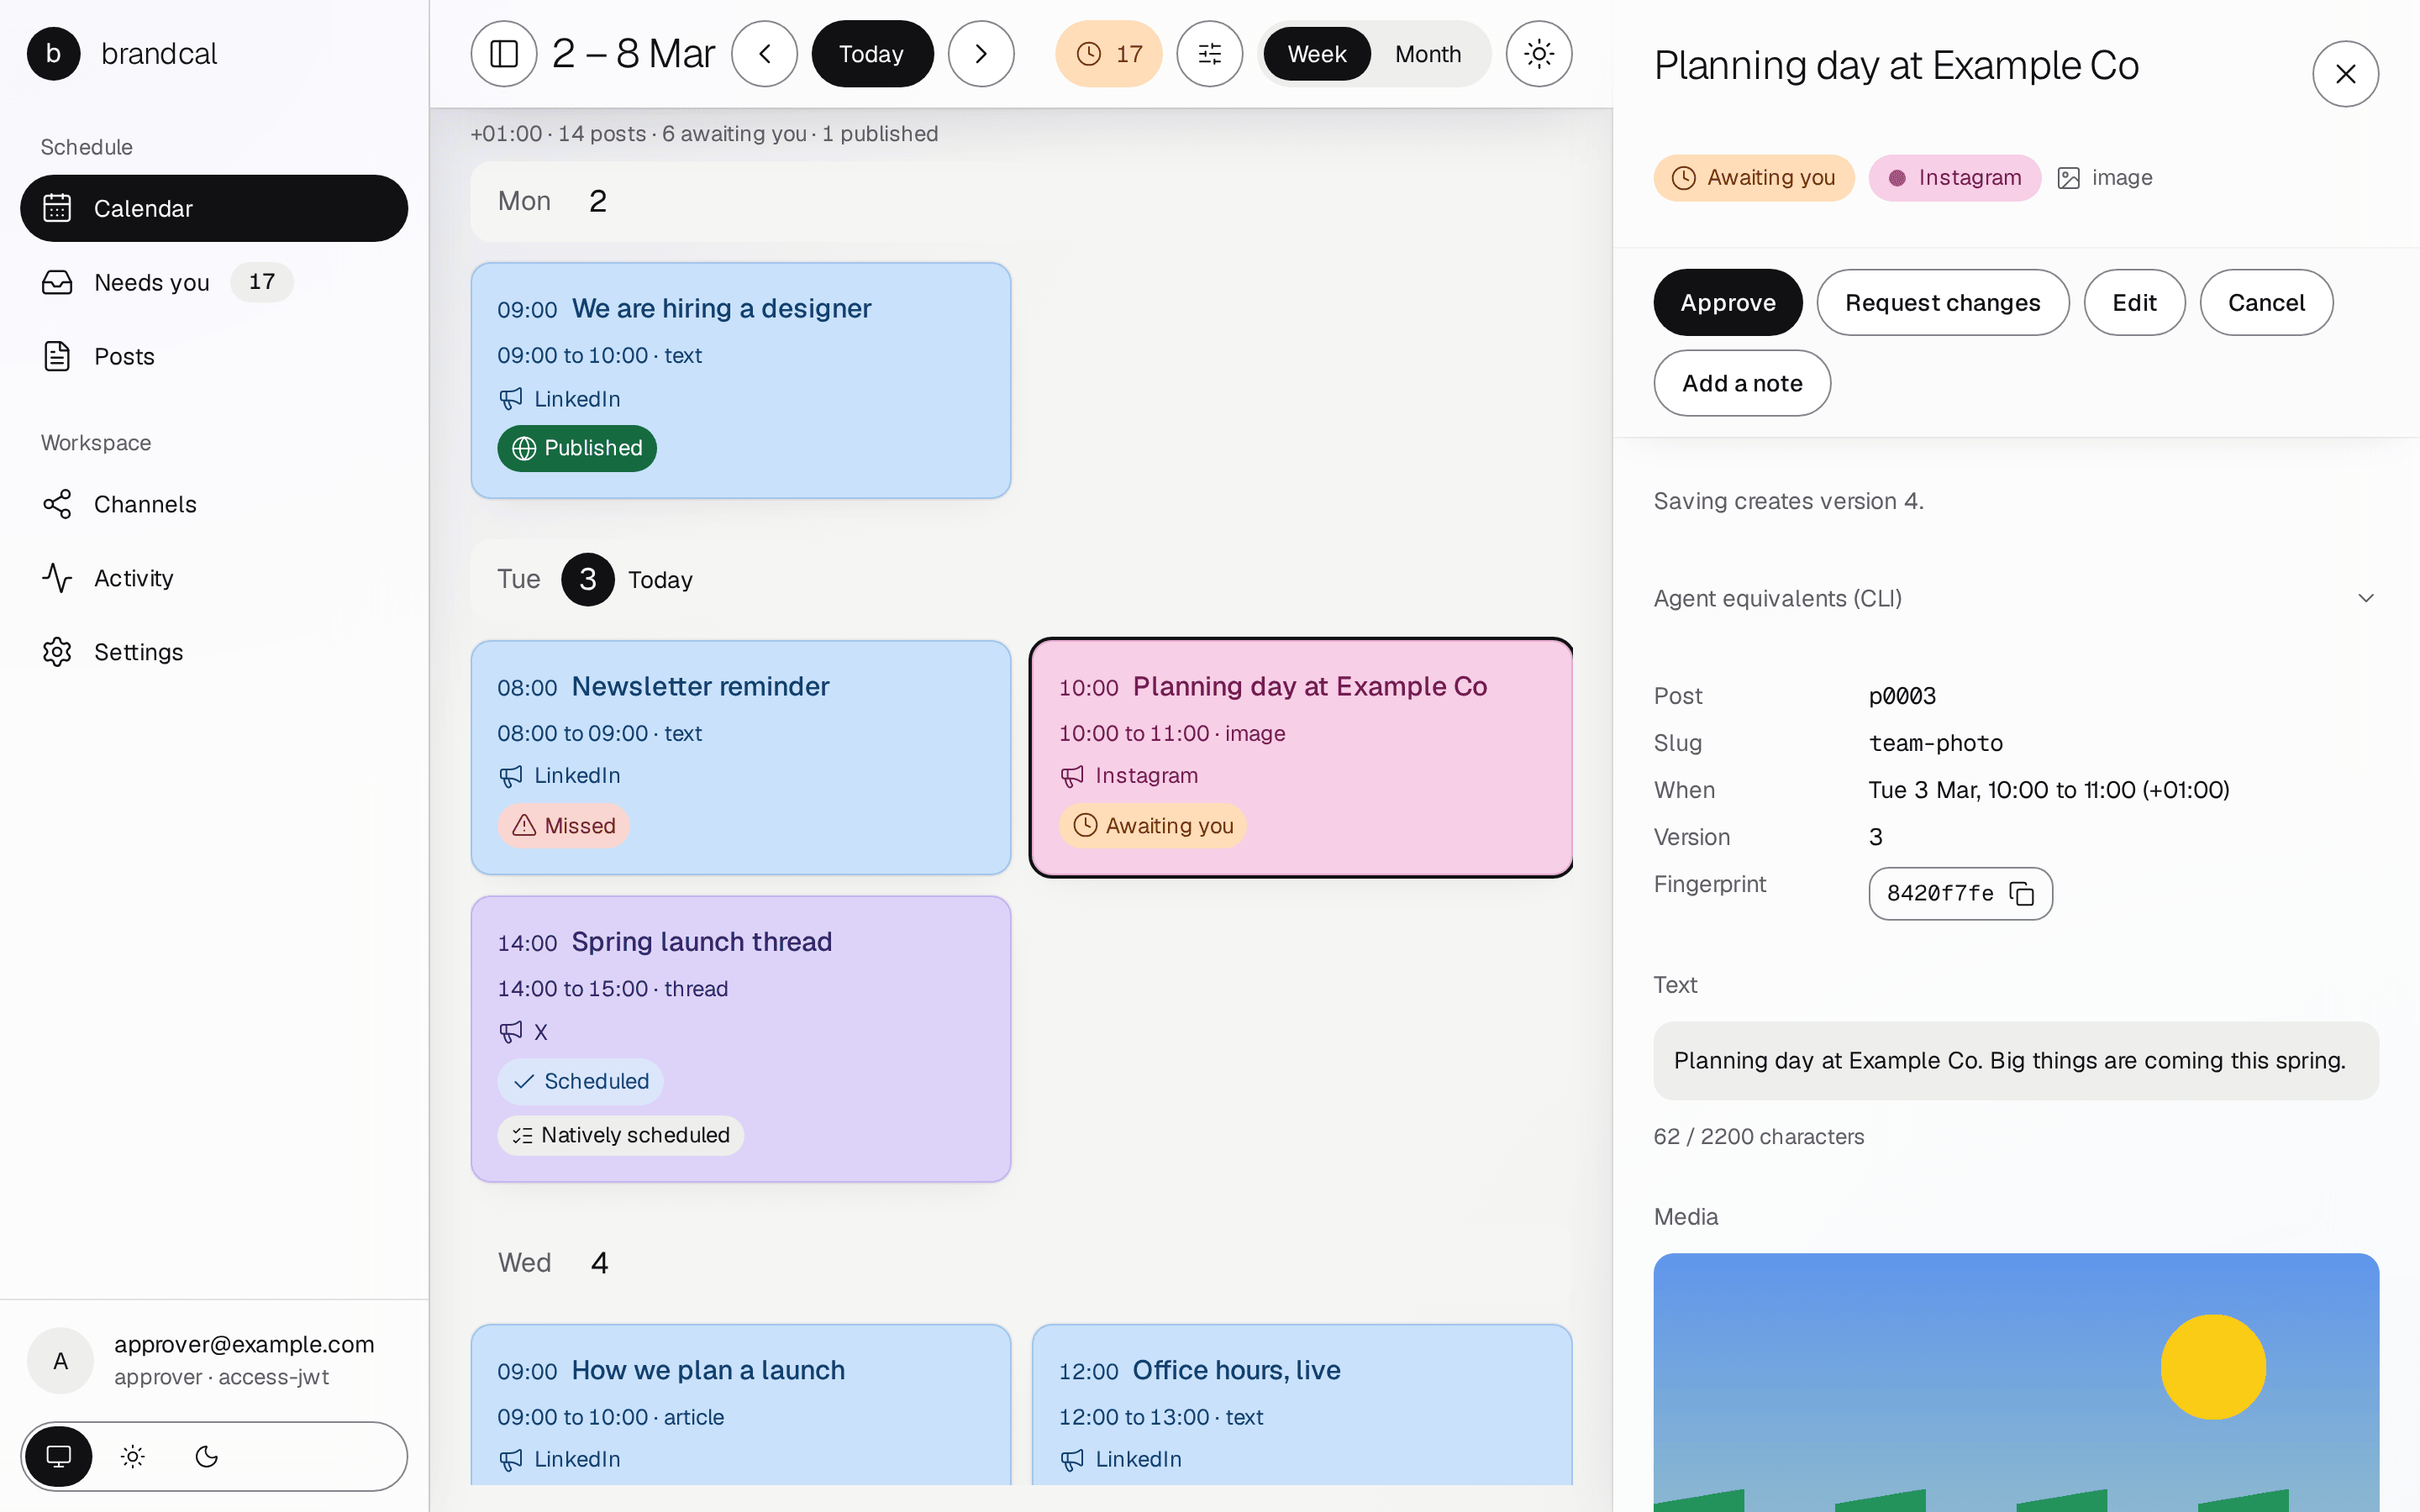 b brandcal
Schedule
Calendar
Needs you 17
Posts
Workspace
Channels
Activity
Settings
A
approver@example.com
approver · access-jwt
2 – 8 Mar
Today
17
Week Month
+01:00 · 14 posts · 6 awaiting you · 1 published
Mon 2
09:00 We are hiring a designer
09:00 to 10:00 · text
LinkedIn
Published
Tue 3 Today
08:00 Newsletter reminder
08:00 to 09:00 · text
LinkedIn
Missed
10:00 Planning day at Example Co
10:00 to 11:00 · image
Instagram
Awaiting you
14:00 Spring launch thread
14:00 to 15:00 · thread
X
Scheduled
Natively scheduled
Wed 4
09:00 How we plan a launch
09:00 to 10:00 · article
LinkedIn
12:00 Office hours, live
12:00 to 13:00 · text
LinkedIn
Planning day at Example Co
Awaiting you Instagram image
Approve Request changes Edit Cancel
Add a note
Saving creates version 4.
Agent equivalents (CLI)
Post p0003
Slug team-photo
When Tue 3 Mar, 10:00 to 11:00 (+01:00)
Version 3
Fingerprint 8420f7fe
Text
Planning day at Example Co. Big things are coming this spring.
62 / 2200 characters
Media